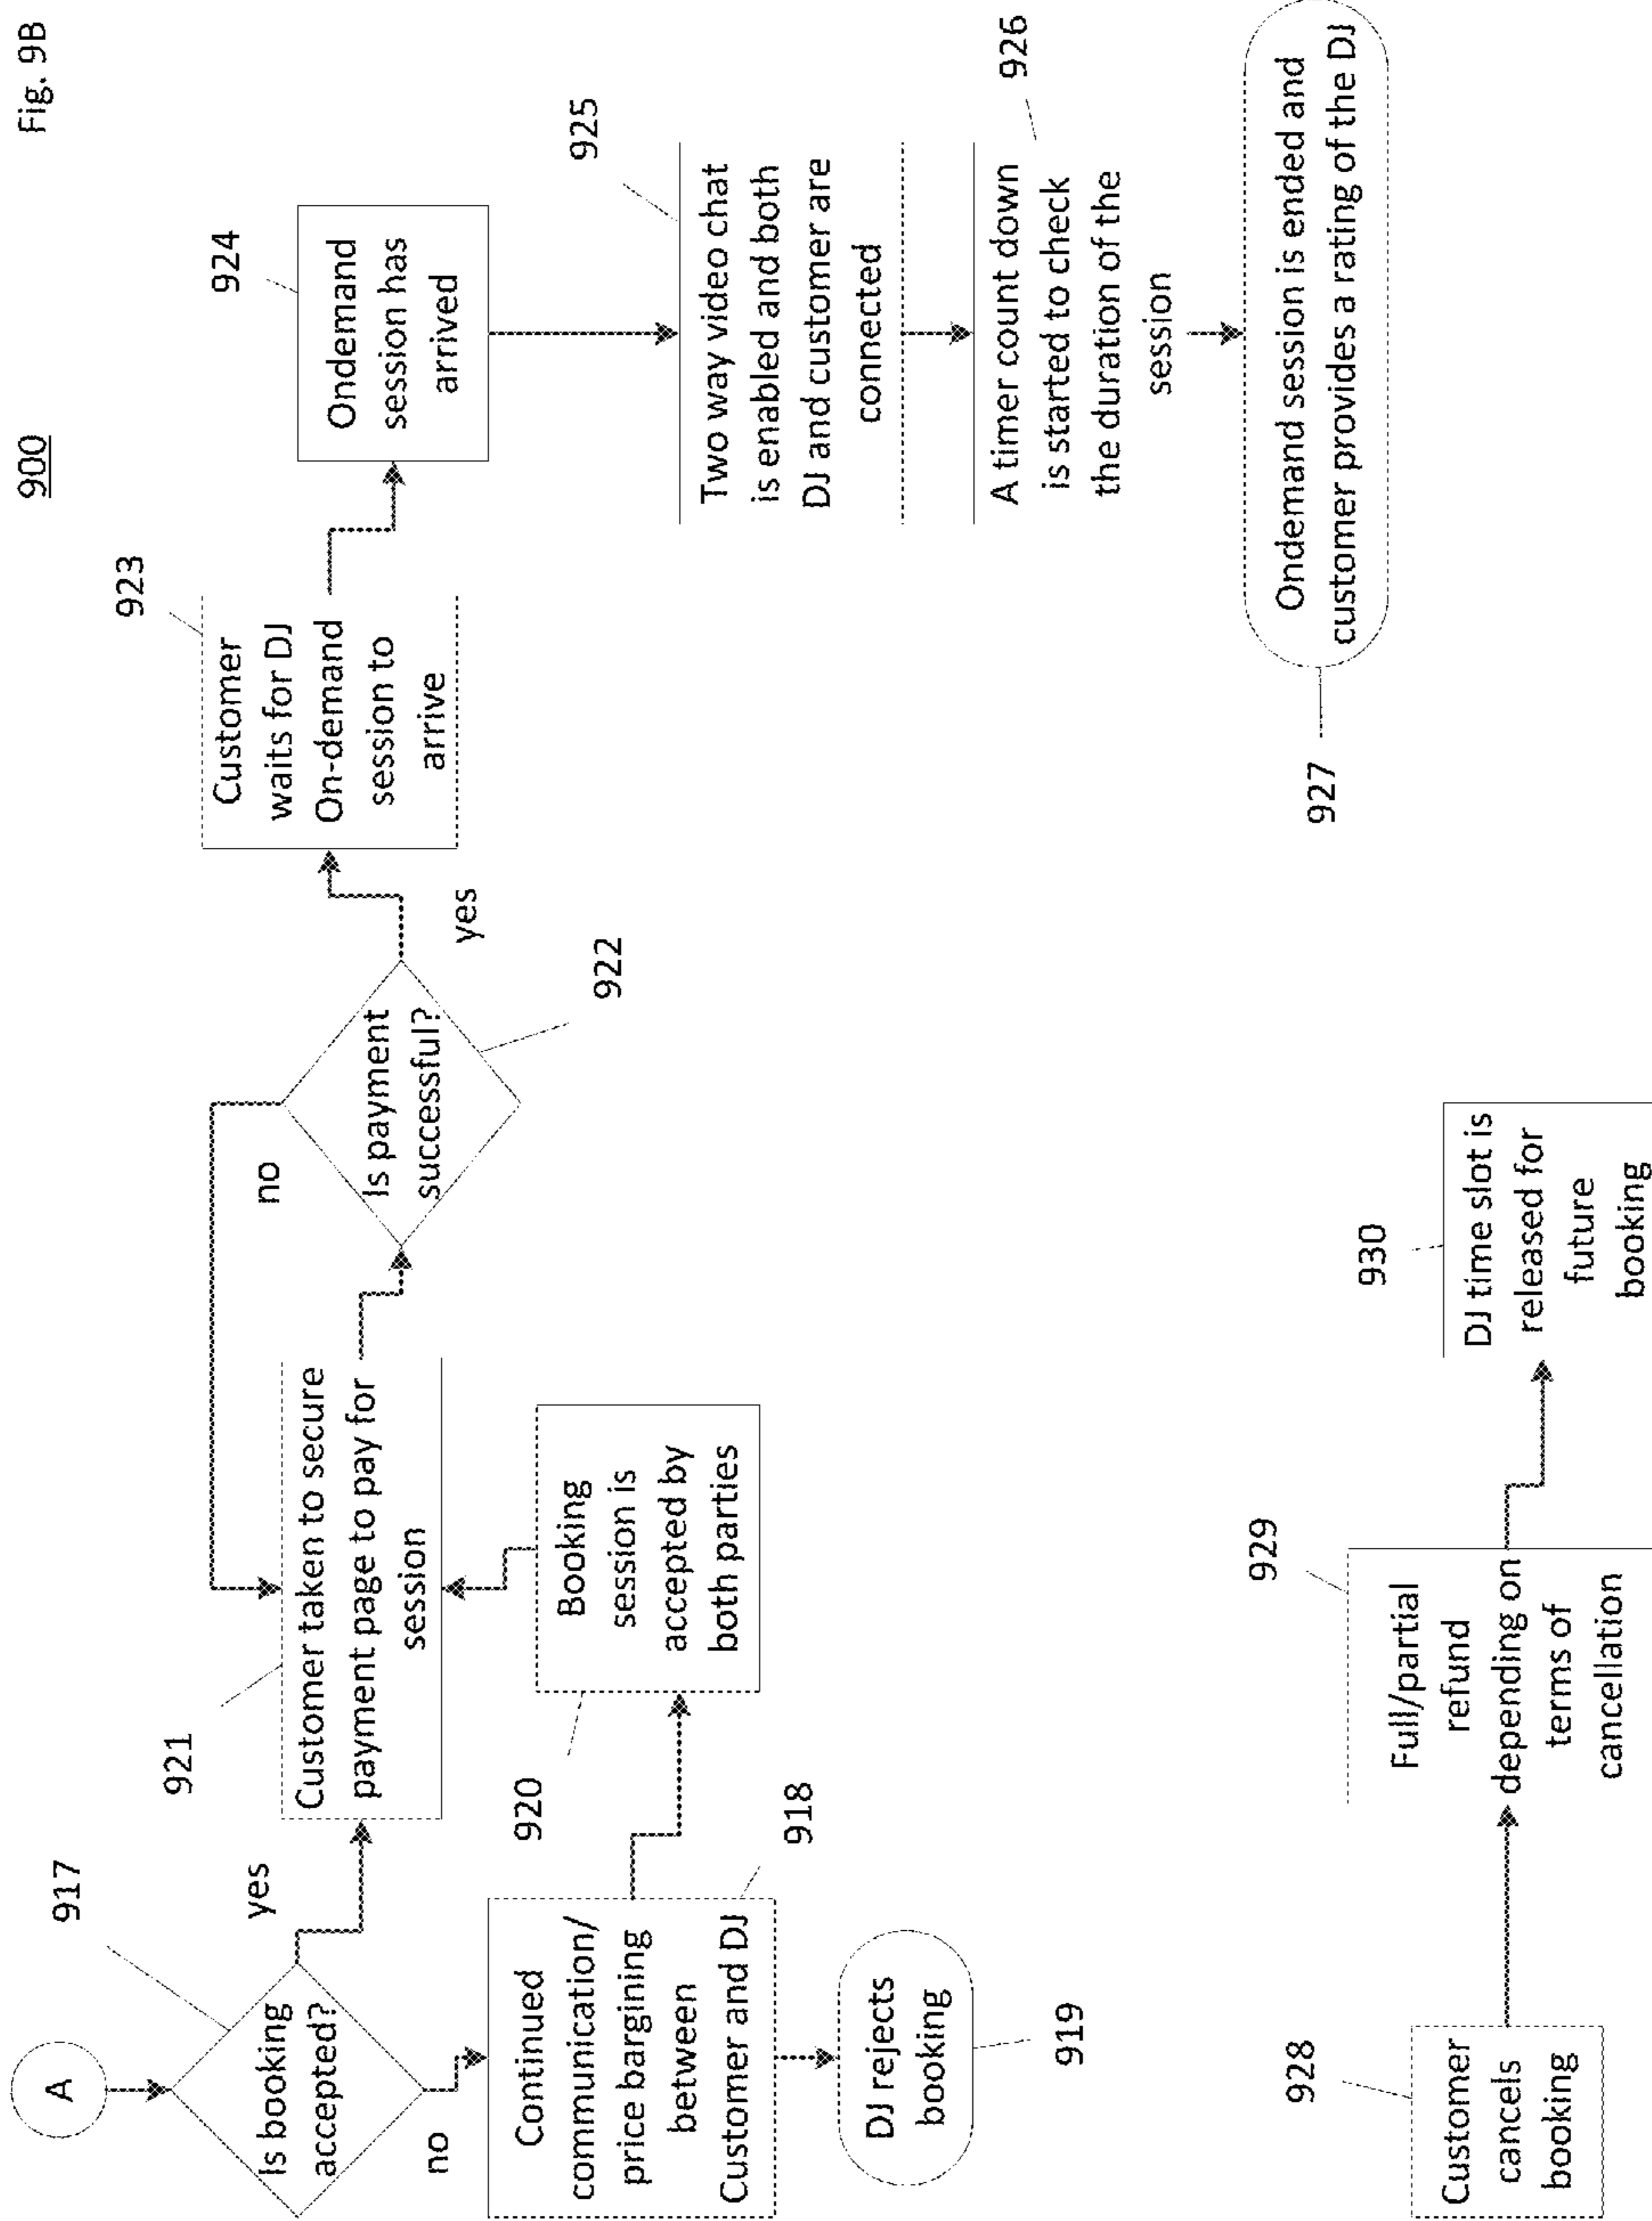 Fig. 9B
900
A
917
Is booking
accepted?
yes
no
Continued
communication/
price bargining
between
Customer and DJ
918
DJ rejects
booking
919
920
Booking
session is
accepted by
both parties
921
Customer taken to secure
payment page to pay for
session
no
Is payment
successful?
922
yes
923
Customer
waits for DJ
On-demand
session to
arrive
924
Ondemand
session has
arrived
925
Two way video chat
is enabled and both
DJ and customer are
connected
926
A timer count down
is started to check
the duration of the
session
Ondemand session is ended and
customer provides a rating of the DJ
927
928
Customer
cancels
booking
929
Full/partial
refund
depending on
terms of
cancellation
930
DJ time slot is
released for
future
booking